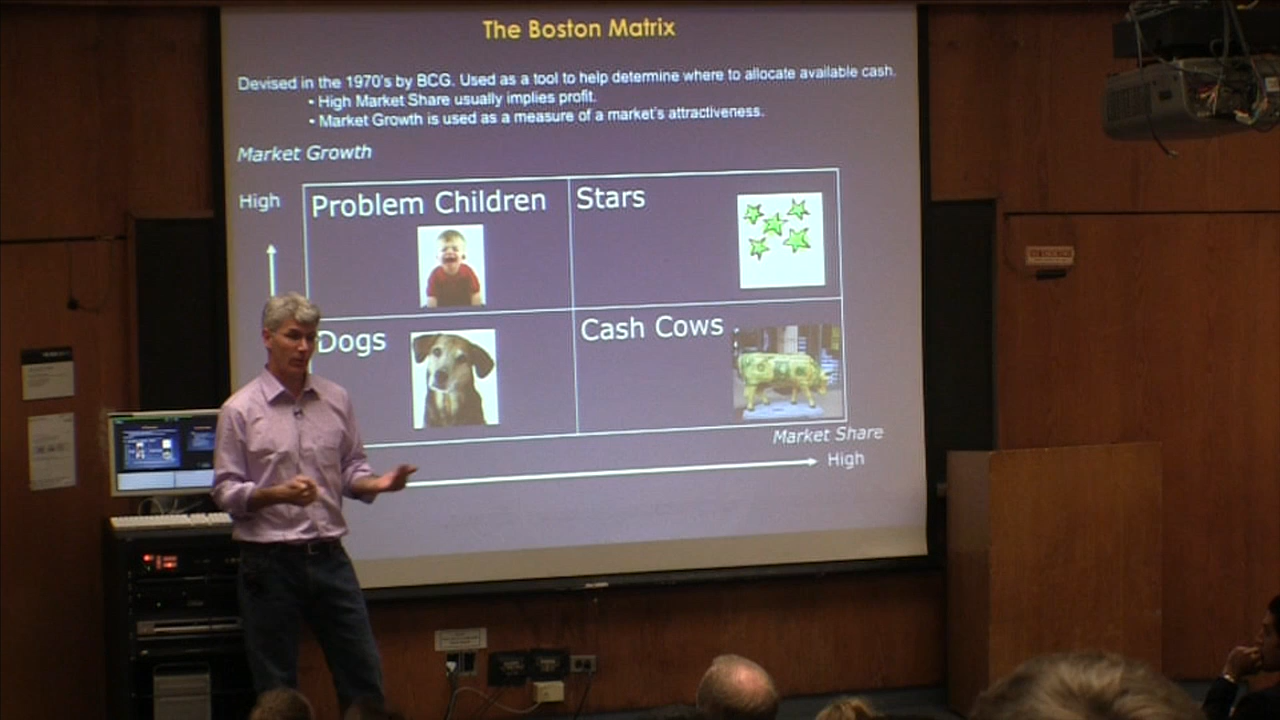 The Boston Matrix
Devised in the 1970's by BCG. Used as a tool to help determine where to allocate available cash.
• High Market Share usually implies profit.
• Market Growth is used as a measure of a market's attractiveness.
Market Growth
High
Problem Children
Stars
Dogs
Cash Cows
Market Share
High